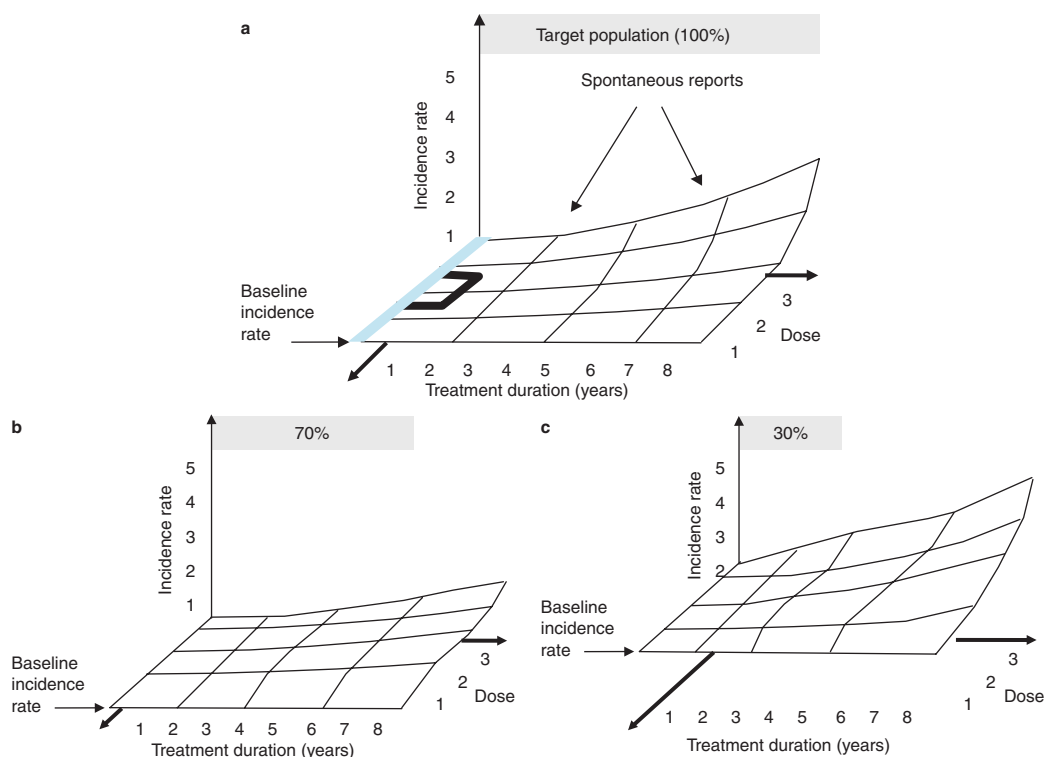 a
Target population (100%)
Spontaneous reports
Incidence rate
5
4
3
2
1
Baseline
incidence
rate
3
2
Dose
1
1 2 3 4 5 6 7 8
Treatment duration (years)
b
70%
Incidence rate
5
4
3
2
1
Baseline
incidence
rate
3
2
Dose
1
1 2 3 4 5 6 7 8
Treatment duration (years)
c
30%
Incidence rate
5
4
3
2
Baseline
incidence
rate
3
2
Dose
1
1 2 3 4 5 6 7 8
Treatment duration (years)